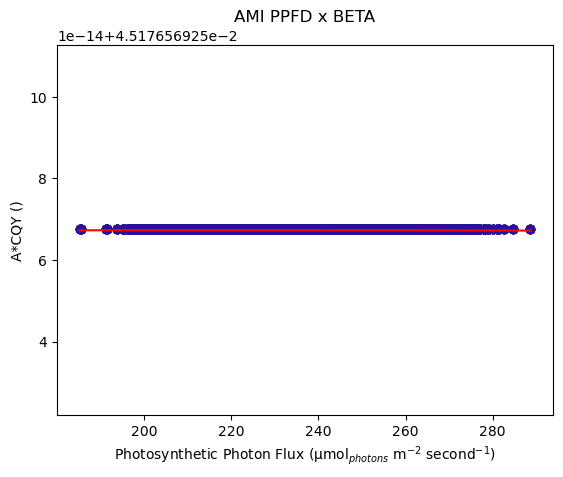 AMI PPFD x BETA
1e−14+4.517656925e−2
10
8
6
4
A*CQY ()
200
220
240
260
280
Photosynthetic Photon Flux (μmol$_{photons}$ m$^{−2}$ second$^{−1}$)